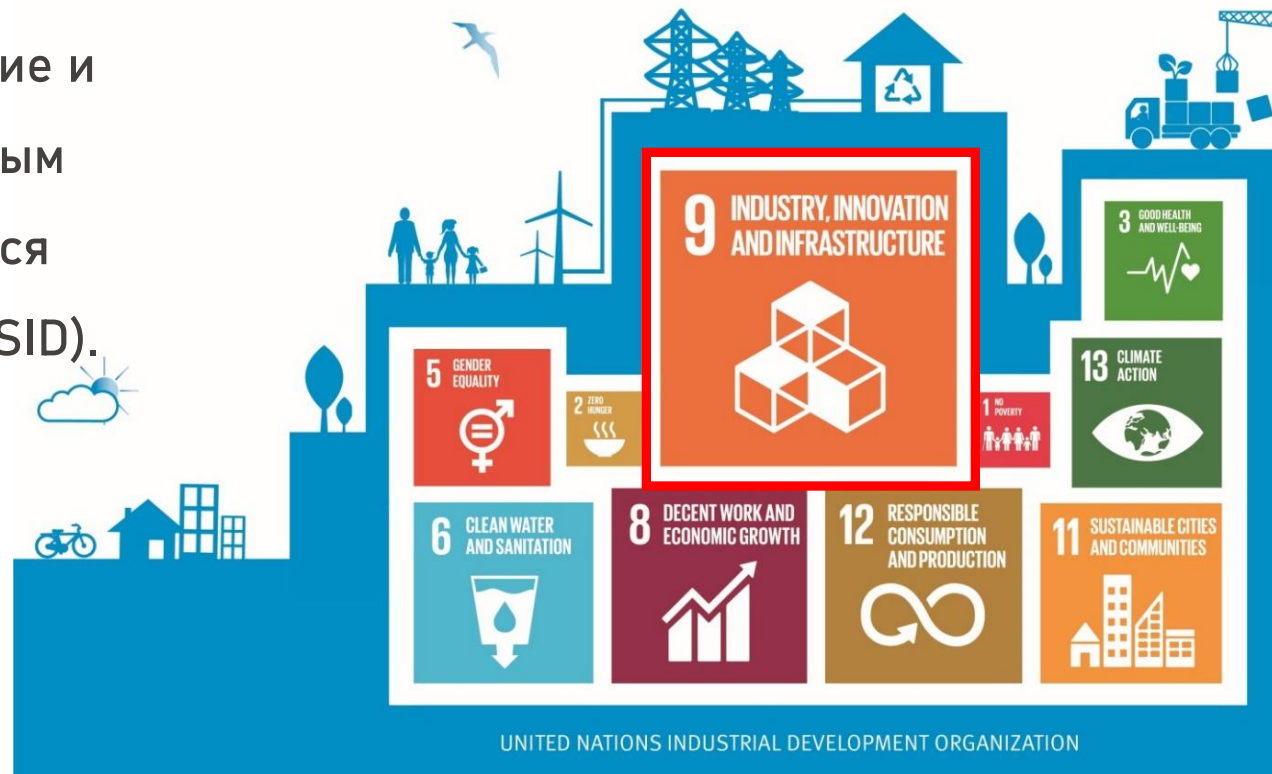 ие и
ым
ся
SID).
9 INDUSTRY, INNOVATION
AND INFRASTRUCTURE
3 GOOD HEALTH
AND WELL-BEING
5 GENDER
EQUALITY
2 ZERO
HUNGER
1 NO
POVERTY
13 CLIMATE
ACTION
6 CLEAN WATER
AND SANITATION
8 DECENT WORK AND
ECONOMIC GROWTH
12 RESPONSIBLE
CONSUMPTION
AND PRODUCTION
11 SUSTAINABLE CITIES
AND COMMUNITIES
UNITED NATIONS INDUSTRIAL DEVELOPMENT ORGANIZATION